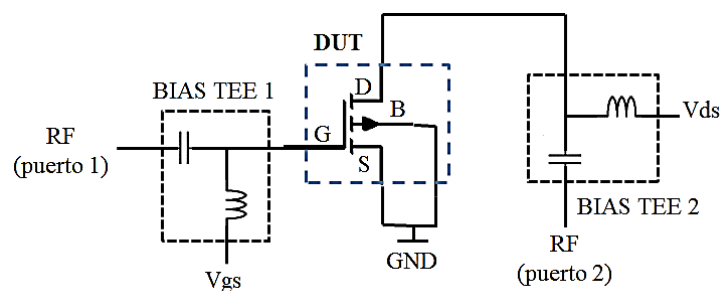 DUT
BIAS TEE 1
D
B
G
S
RF
(puerto 1)
Vgs
GND
Vds
BIAS TEE 2
RF
(puerto 2)